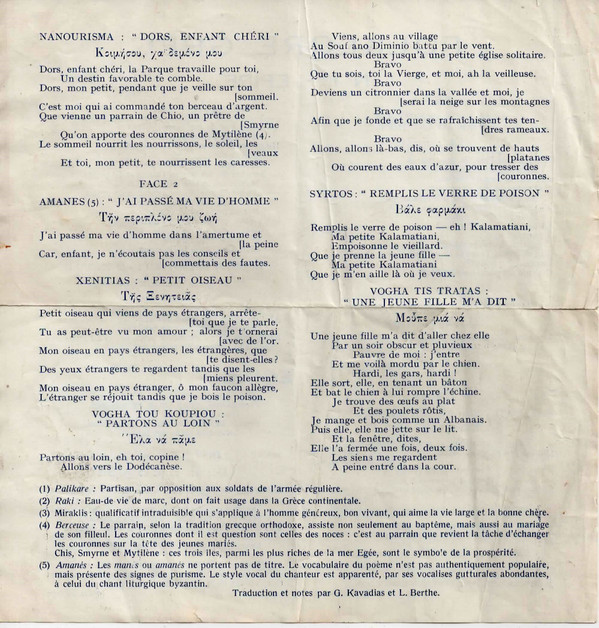 NANOURISMA : “ DORS, ENFANT CHÉRI ”
Κοιμήσου, χαϊδεμένο μου
Dors, enfant chéri, la Parque travaille pour toi,
Un destin favorable te comble.
Dors, mon petit, pendant que je veille sur ton
[sommeil.
C'est moi qui ai commandé ton berceau d'argent.
Que vienne un parrain de Chio, un prêtre de
[Smyrne
Qu'on apporte des couronnes de Mytilène (4).
Le sommeil nourrit les nourrissons, le soleil, les
[veaux
Et toi, mon petit, te nourrissent les caresses.
FACE 2
AMANES (5) : “ J'AI PASSÉ MA VIE D'HOMME ”
Τὴν περιπλένο μου ζωή
J'ai passé ma vie d'homme dans l'amertume et
[la peine
Car, enfant, je n'écoutais pas les conseils et
[commettais des fautes.
XENITIAS : “ PETIT OISEAU ”
Τῆς Ξενητειᾶς
Petit oiseau qui viens de pays étrangers, arrête-
[toi que je te parle,
Tu as peut-être vu mon amour ; alors je t'ornerai
[avec de l'or.
Mon oiseau en pays étrangers, les étrangères, que
[te disent-elles ?
Des yeux étrangers te regardent tandis que les
[miens pleurent.
Mon oiseau en pays étranger, ô mon faucon allègre,
L'étranger se réjouit tandis que je bois le poison.
VOGHA TOU KOUPIOU :
“ PARTONS AU LOIN ”
Ἔλα νὰ πᾶμε
Partons au loin, eh toi, copine !
Allons vers le Dodécanèse.
Viens, allons au village
Au Souf ano Diminio battu par le vent.
Allons tous deux jusqu'à une petite église solitaire.
Bravo
Que tu sois, toi la Vierge, et moi, ah la veilleuse.
Bravo
Deviens un citronnier dans la vallée et moi, je
[serai la neige sur les montagnes
Bravo
Afin que je fonde et que se rafraîchissent tes ten-
[dres rameaux.
Bravo
Allons, allons là-bas, dis, où se trouvent de hauts
[platanes
Où courent des eaux d'azur, pour tresser des
[couronnes.
SYRTOS : “ REMPLIS LE VERRE DE POISON ”
Βάλε φαρμάκι
Remplis le verre de poison — eh ! Kalamatiani,
Ma petite Kalamatiani,
Empoisonne le vieillard.
Que je prenne la jeune fille —
Ma petite Kalamatiani
Que je m'en aille là où je veux.
VOGHA TIS TRATAS :
“ UNE JEUNE FILLE M'A DIT ”
Μοὖπε μιὰ νά
Une jeune fille m'a dit d'aller chez elle
Par un soir obscur et pluvieux
Pauvre de moi : j'entre
Et me voilà mordu par le chien.
Hardi, les gars, hardi !
Elle sort, elle, en tenant un bâton
Et bat le chien à lui rompre l'échine.
Je trouve des œufs au plat
Et des poulets rôtis,
Je mange et bois comme un Albanais.
Puis elle, elle me jette sur le lit.
Et la fenêtre, dites,
Elle l'a fermée une fois, deux fois.
Les siens me regardent
A peine entré dans la cour.
(1) Palikare : Partisan, par opposition aux soldats de l'armée régulière.
(2) Raki : Eau-de-vie de marc, dont on fait usage dans la Grèce continentale.
(3) Miraklis : qualificatif intraduisible qui s'applique à l'homme généreux, bon vivant, qui aime la vie large et la bonne chère.
(4) Berceuse : Le parrain, selon la tradition grecque orthodoxe, assiste non seulement au baptême, mais aussi au mariage
de son filleul. Les couronnes dont il est question sont celles des noces : c'est au parrain que revient la tâche d'échanger
les couronnes sur la tête des jeunes mariés.
Chis, Smyrne et Mytilène : ces trois îles, parmi les plus riches de la mer Egée, sont le symbole de la prospérité.
(5) Amanés : Les manis ou amanés ne portent pas de titre. Le vocabulaire du poème n'est pas authentiquement populaire,
mais présente des signes de purisme. Le style vocal du chanteur est apparenté, par ses vocalises gutturales abondantes,
à celui du chant liturgique byzantin.
Traduction et notes par G. Kavadias et L. Berthe.